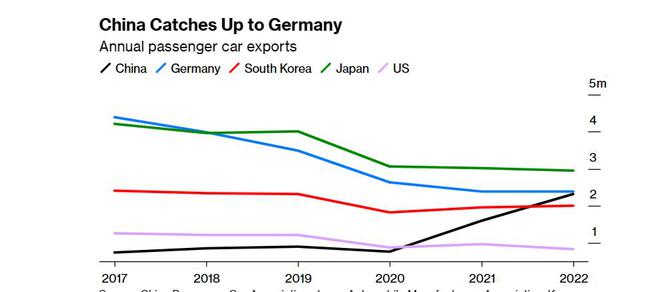 China Catches Up to Germany
Annual passenger car exports
China Germany South Korea Japan US
5m
4
3
2
1
2017 2018 2019 2020 2021 2022